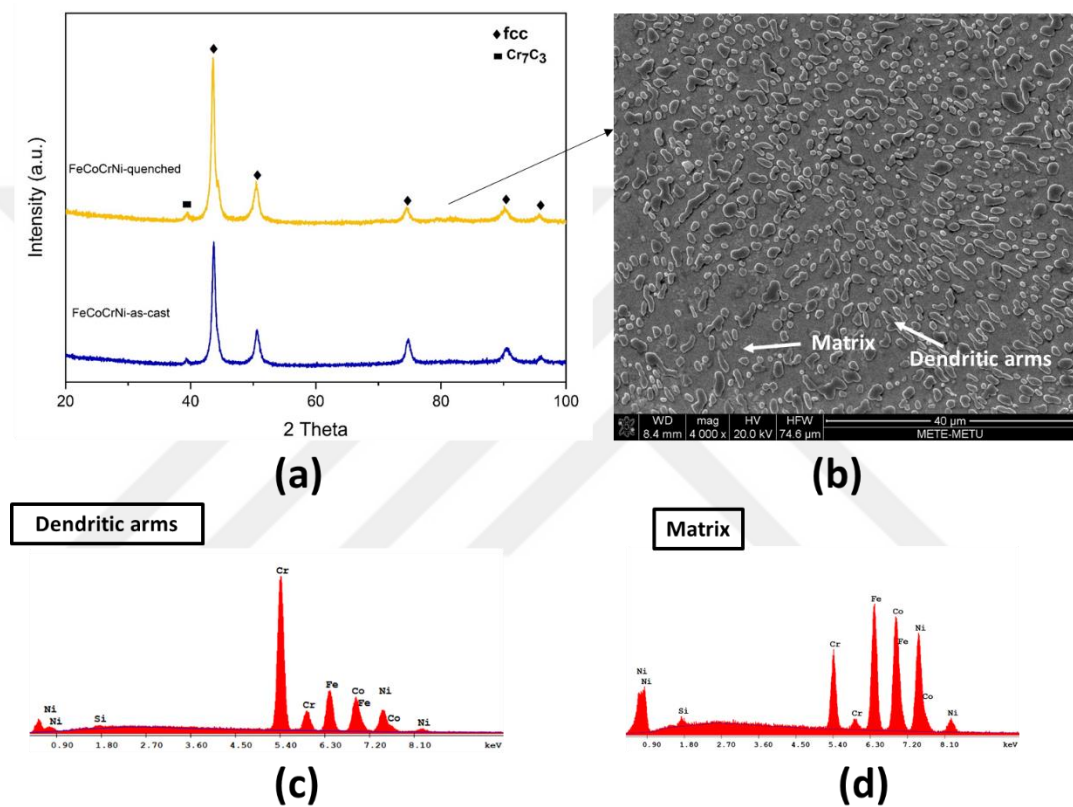 ◆ fcc
■ Cr7C3
FeCoCrNi-quenched
FeCoCrNi-as-cast
Intensity (a.u.)
20 40 60 80 100
2 Theta
(a)
Matrix
Dendritic arms
WD mag HV HFW 40 µm
8.4 mm 4 000 x 20.0 kV 74.6 µm METE-METU
(b)
Dendritic arms
Cr
Ni
Ni
Si
Cr
Fe
Co
Fe
Ni
Co
Ni
0.90 1.80 2.70 3.60 4.50 5.40 6.30 7.20 8.10 keV
(c)
Matrix
Ni
Ni
Si
Cr
Cr
Fe
Co
Fe
Ni
Co
Ni
0.90 1.80 2.70 3.60 4.50 5.40 6.30 7.20 8.10 keV
(d)